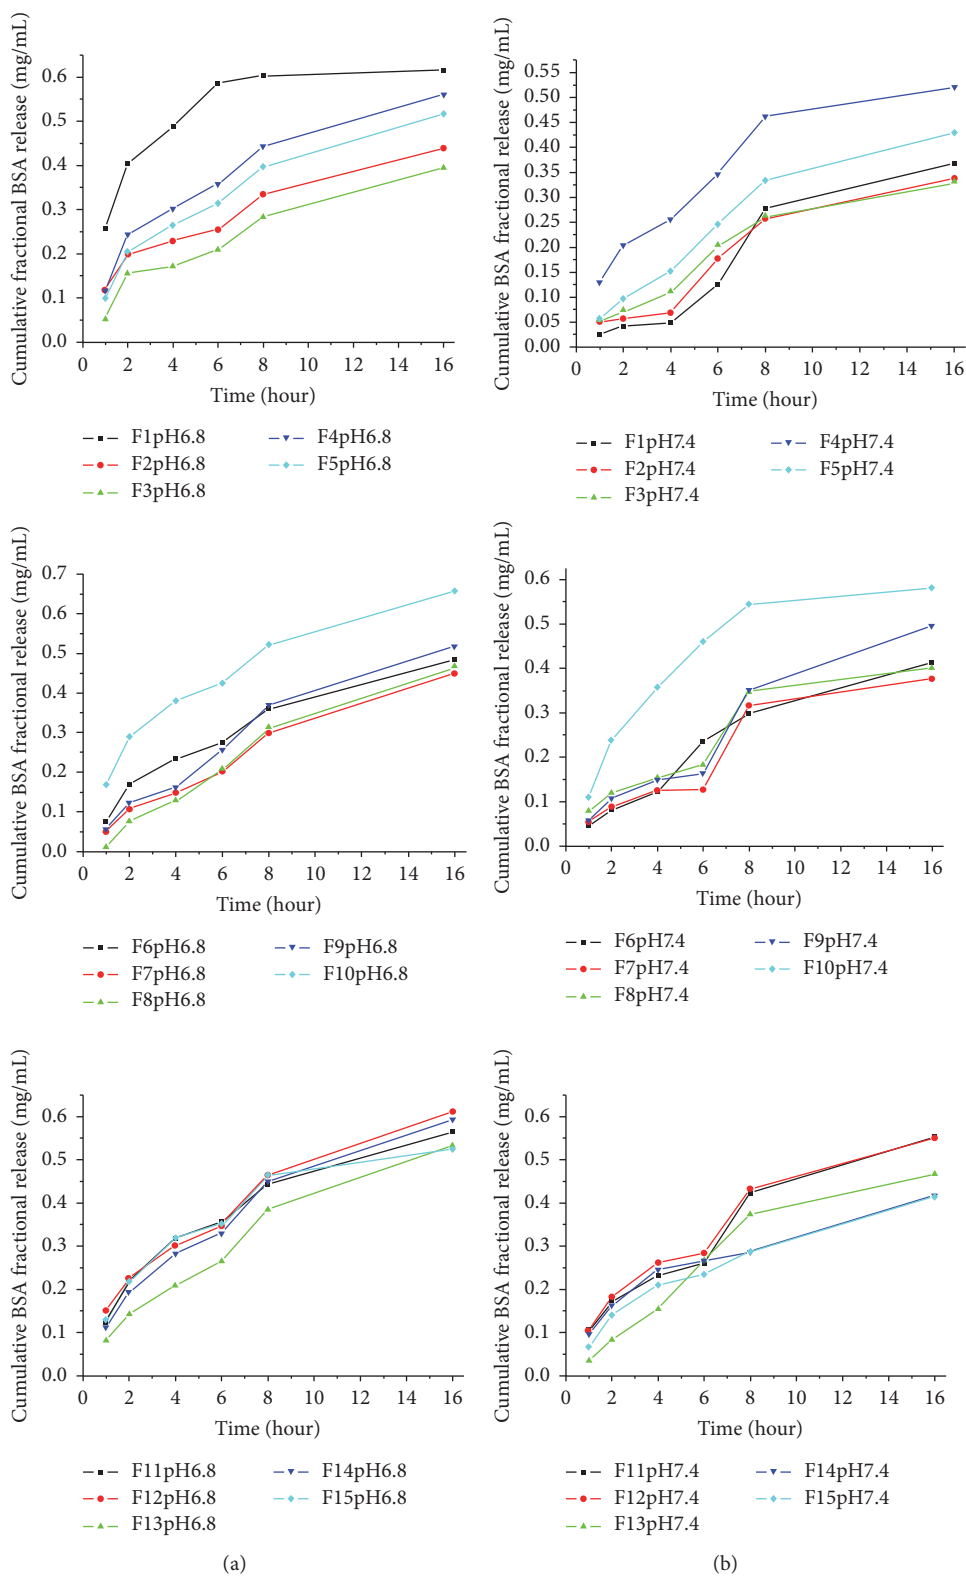 Cumulative fractional BSA release (mg/mL)
0.6
0.5
0.4
0.3
0.2
0.1
0.0
0 2 4 6 8 10 12 14 16
Time (hour)
F1pH6.8 F4pH6.8
F2pH6.8 F5pH6.8
F3pH6.8
Cumulative BSA fractional release (mg/mL)
0.55
0.50
0.45
0.40
0.35
0.30
0.25
0.20
0.15
0.10
0.05
0.00
0 2 4 6 8 10 12 14 16
Time (hour)
F1pH7.4 F4pH7.4
F2pH7.4 F5pH7.4
F3pH7.4
Cumulative BSA fractional release (mg/mL)
0.7
0.6
0.5
0.4
0.3
0.2
0.1
0.0
0 2 4 6 8 10 12 14 16
Time (hour)
F6pH6.8 F9pH6.8
F7pH6.8 F10pH6.8
F8pH6.8
Cumulative BSA fractional release (mg/mL)
0.6
0.5
0.4
0.3
0.2
0.1
0.0
0 2 4 6 8 10 12 14 16
Time (hour)
F6pH7.4 F9pH7.4
F7pH7.4 F10pH7.4
F8pH7.4
Cumulative BSA fractional release (mg/mL)
0.6
0.5
0.4
0.3
0.2
0.1
0.0
0 2 4 6 8 10 12 14 16
Time (hour)
F11pH6.8 F14pH6.8
F12pH6.8 F15pH6.8
F13pH6.8
(a)
Cumulative BSA fractional release (mg/mL)
0.6
0.5
0.4
0.3
0.2
0.1
0.0
0 2 4 6 8 10 12 14 16
Time (hour)
F11pH7.4 F14pH7.4
F12pH7.4 F15pH7.4
F13pH7.4
(b)